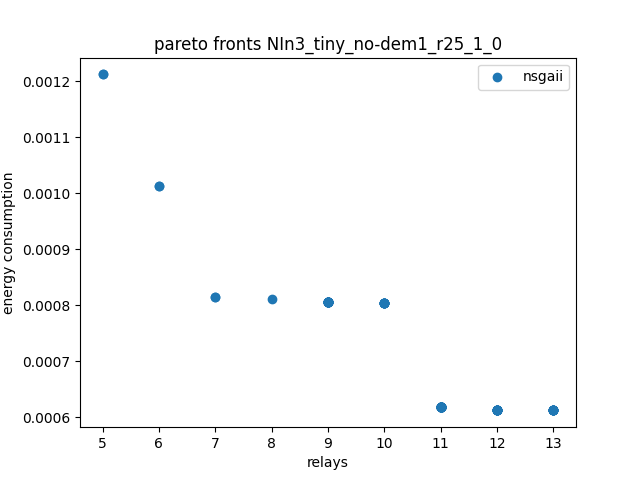 pareto fronts NIn3_tiny_no-dem1_r25_1_0
nsgaii
0.0012
0.0011
0.0010
0.0009
0.0008
0.0007
0.0006
energy consumption
5 6 7 8 9 10 11 12 13
relays